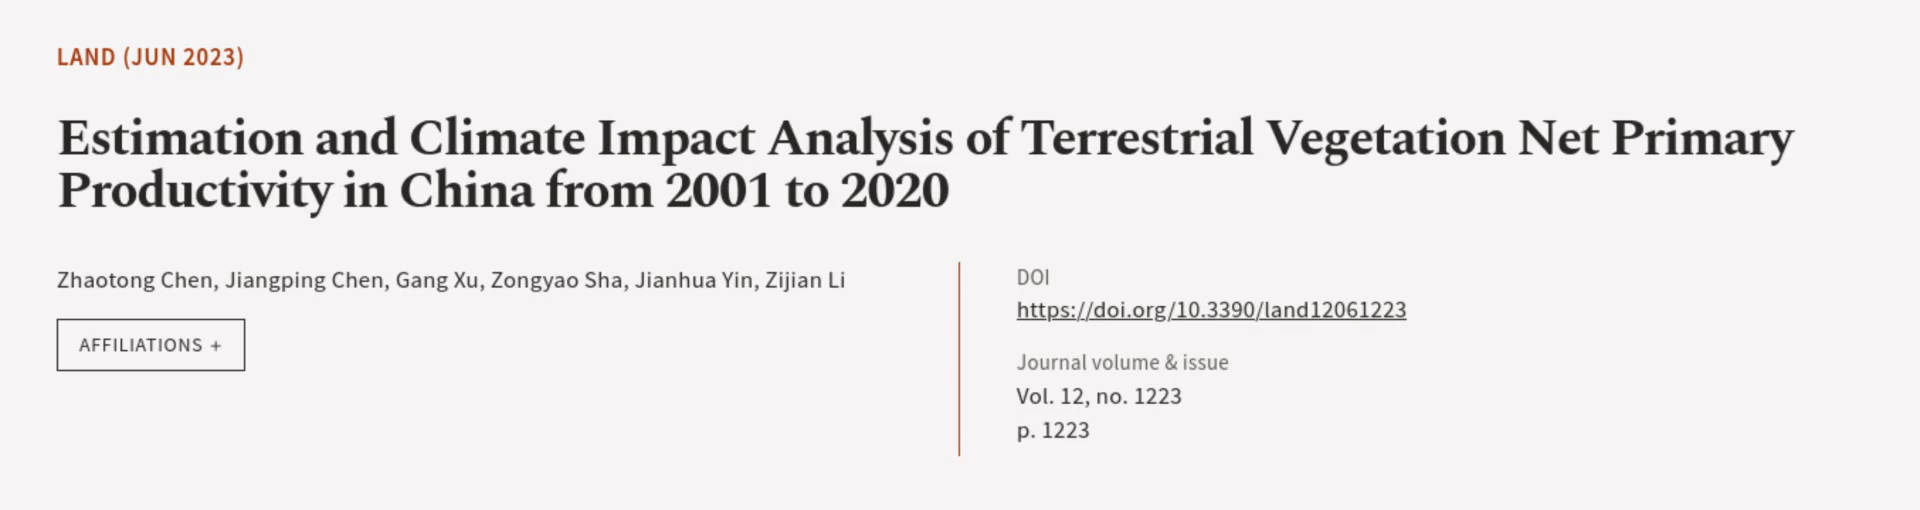 LAND (JUN 2023)
Estimation and Climate Impact Analysis of Terrestrial Vegetation Net Primary
Productivity in China from 2001 to 2020
Zhaotong Chen, Jiangping Chen, Gang Xu, Zongyao Sha, Jianhua Yin, Zijian Li
AFFILIATIONS +
DOI
https://doi.org/10.3390/land12061223
Journal volume & issue
Vol. 12, no. 1223
p. 1223